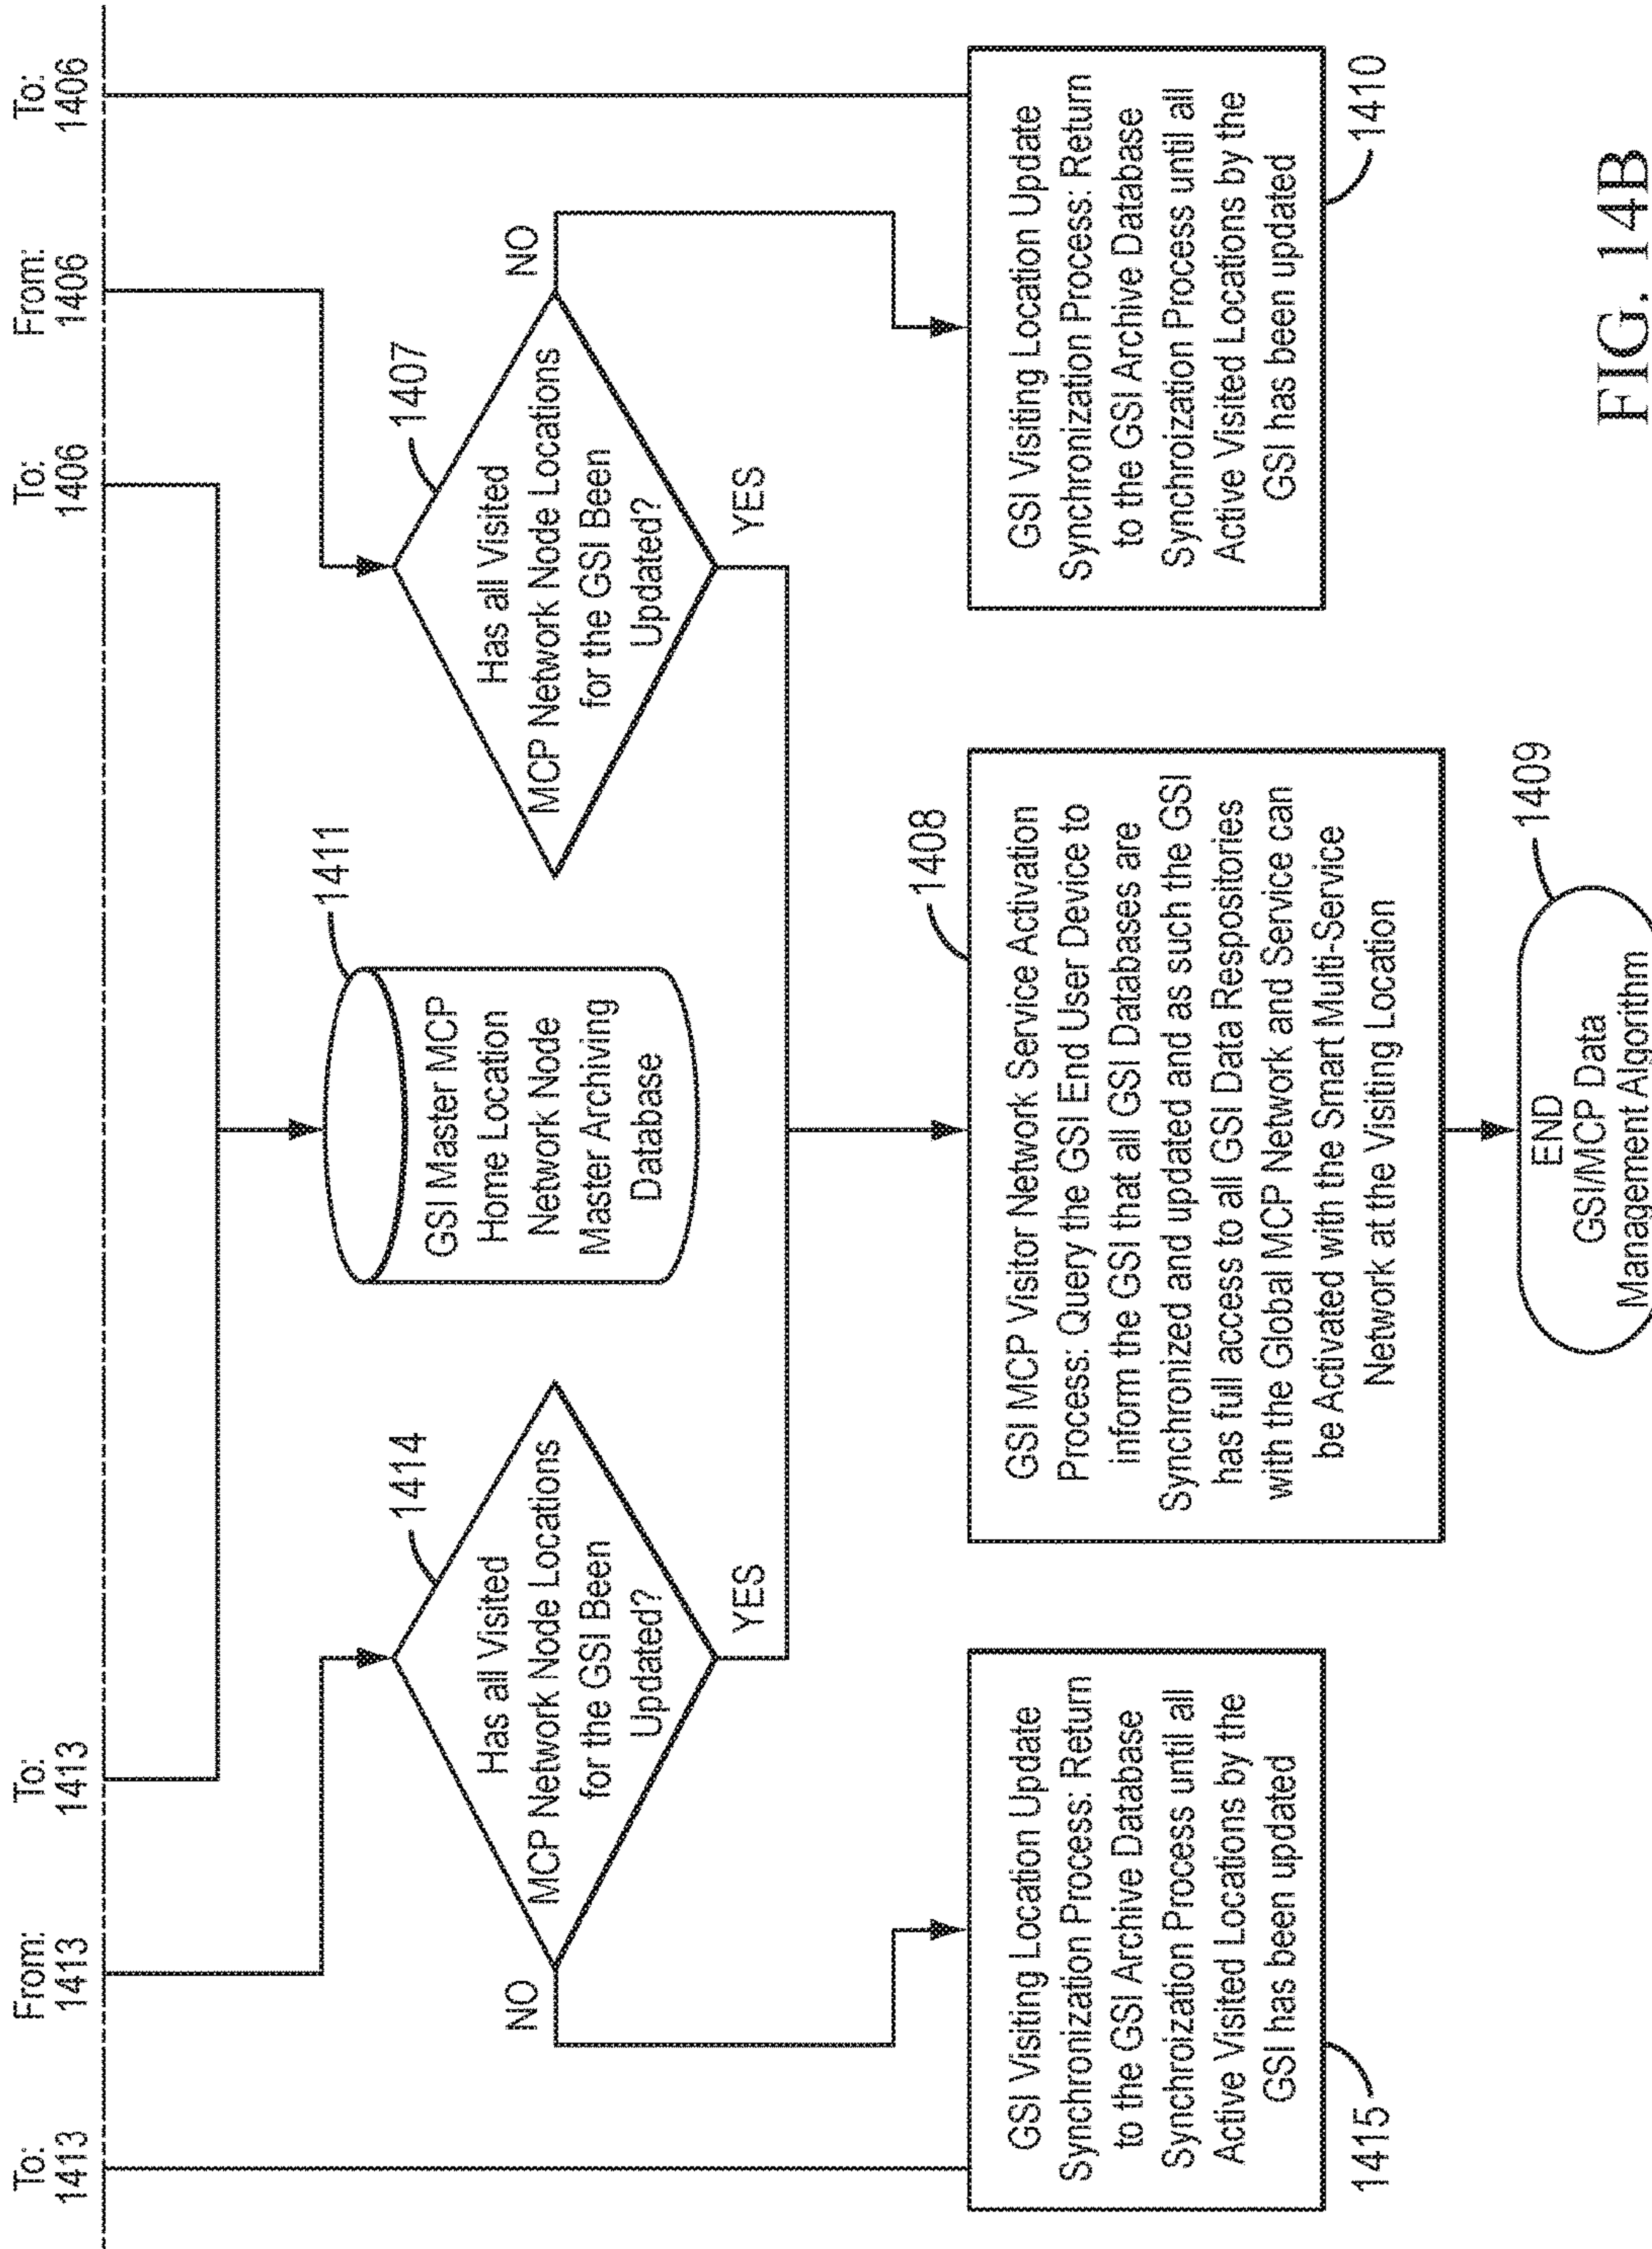 To:
1413
From:
1413
To:
1413
To:
1406
From:
1406
To:
1406
1414
Has all Visited
MCP Network Node Locations
for the GSI Been
Updated?
NO
YES
1411
GSI Master MCP
Home Location
Network Node
Master Archiving
Database
1407
Has all Visited
MCP Network Node Locations
for the GSI Been
Updated?
NO
YES
GSI Visiting Location Update
Synchronization Process: Return
to the GSI Archive Database
Synchroization Process until all
Active Visited Locations by the
GSI has been updated
1415
1408
GSI MCP Visitor Network Service Activation
Process: Query the GSI End User Device to
inform the GSI that all GSI Databases are
Synchronized and updated and as such the GSI
has full access to all GSI Data Respositories
with the Global MCP Network and Service can
be Activated with the Smart Multi-Service
Network at the Visiting Location
GSI Visiting Location Update
Synchronization Process: Return
to the GSI Archive Database
Synchroization Process until all
Active Visited Locations by the
GSI has been updated
1410
1409
END
GSI/MCP Data
Management Algorithm
FIG. 14B